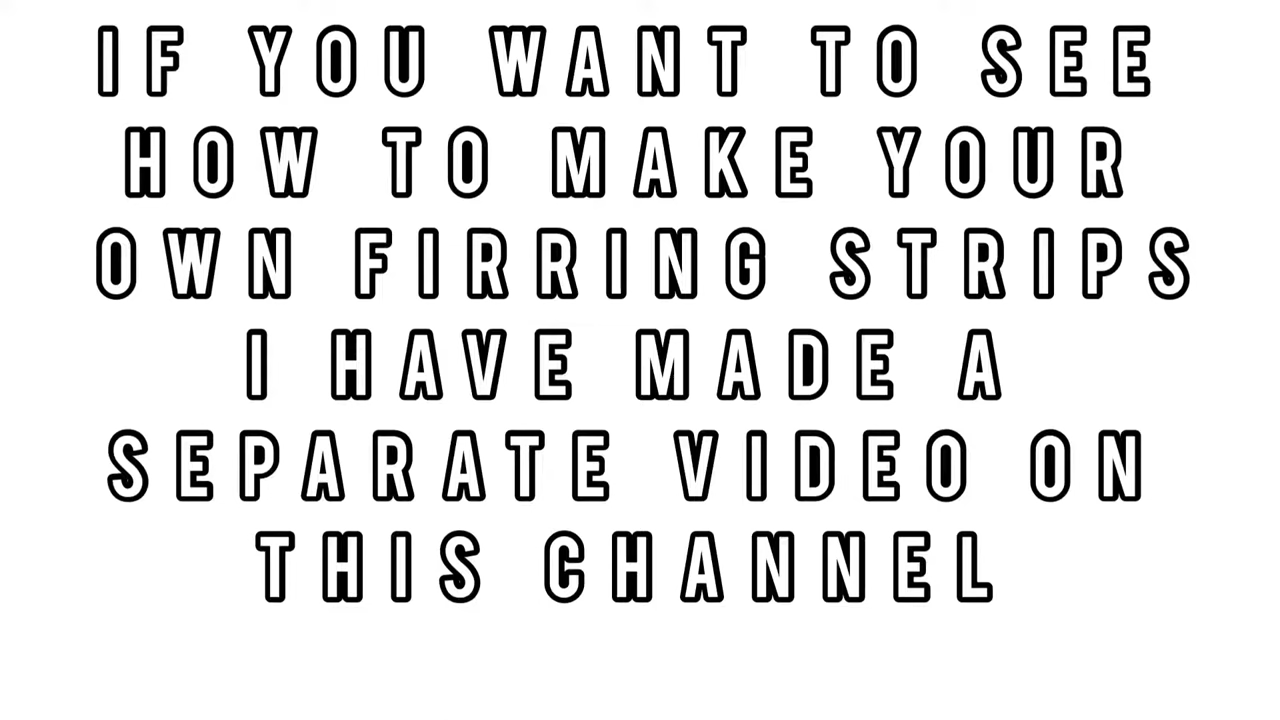 IF YOU WANT TO SEE
HOW TO MAKE YOUR
OWN FIRRING STRIPS
I HAVE MADE A
SEPARATE VIDEO ON
THIS CHANNEL